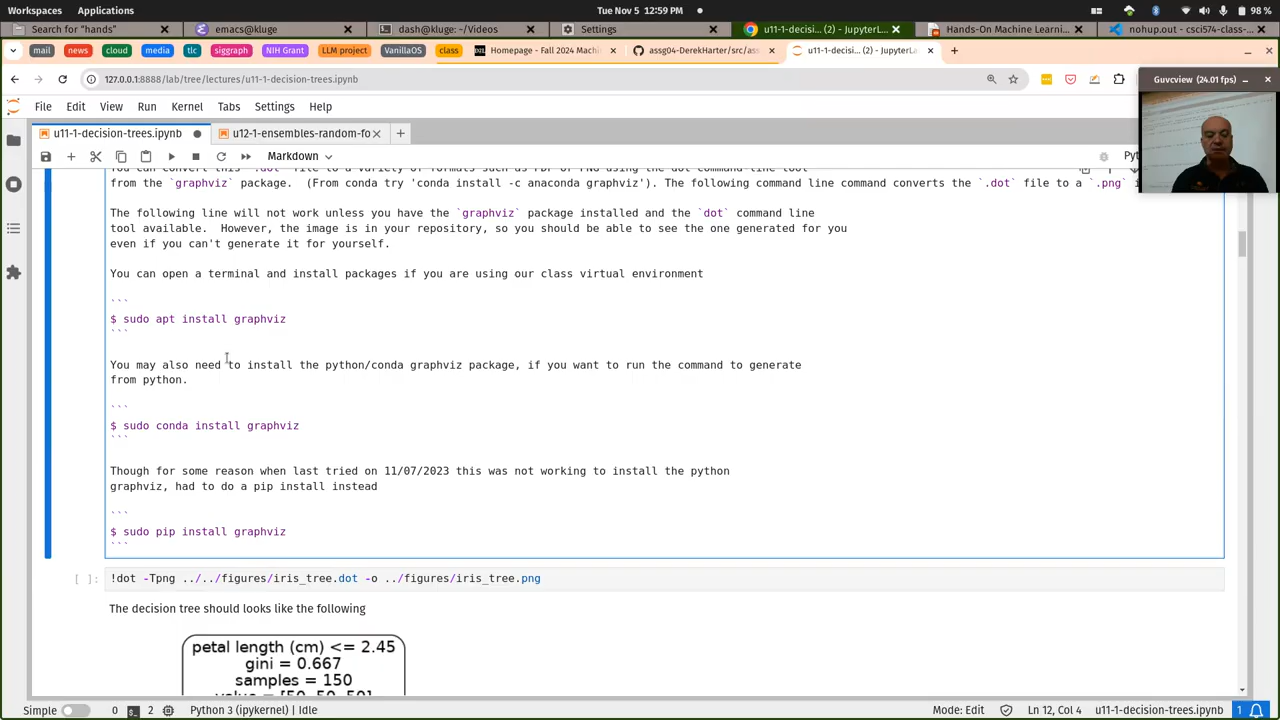 Workspaces Applications Tue Nov 5 12:59 PM 98 %
Search for "hands" emacs@kluge dash@kluge: ~/Videos Settings u11-1-deci... (2) - JupyterL... Hands-On Machine Learnin... nohup.out - csci574-class-...
mail news cloud media tlc siggraph NIH Grant LLM project VanillaOS class Homepage - Fall 2024 Machin assg04-DerekHarter/src/ass u11-1-decisi... (2) - JupyterLa
127.0.0.1:8888/lab/tree/lectures/u11-1-decision-trees.ipynb
Guvcview (24.01 fps)
File Edit View Run Kernel Tabs Settings Help
u11-1-decision-trees.ipynb u12-1-ensembles-random-fo
Markdown
from the `graphviz` package. (From conda try 'conda install -c anaconda graphviz'). The following command line command converts the `.dot` file to a `.png`
The following line will not work unless you have the `graphviz` package installed and the `dot` command line
tool available. However, the image is in your repository, so you should be able to see the one generated for you
even if you can't generate it for yourself.
You can open a terminal and install packages if you are using our class virtual environment
```
$ sudo apt install graphviz
```
You may also need to install the python/conda graphviz package, if you want to run the command to generate
from python.
```
$ sudo conda install graphviz
```
Though for some reason when last tried on 11/07/2023 this was not working to install the python
graphviz, had to do a pip install instead
```
$ sudo pip install graphviz
```
[ ]: !dot -Tpng ../../figures/iris_tree.dot -o ../figures/iris_tree.png
The decision tree should looks like the following
petal length (cm) <= 2.45
gini = 0.667
samples = 150
Simple 0 2 Python 3 (ipykernel) | Idle Mode: Edit Ln 12, Col 4 u11-1-decision-trees.ipynb 1